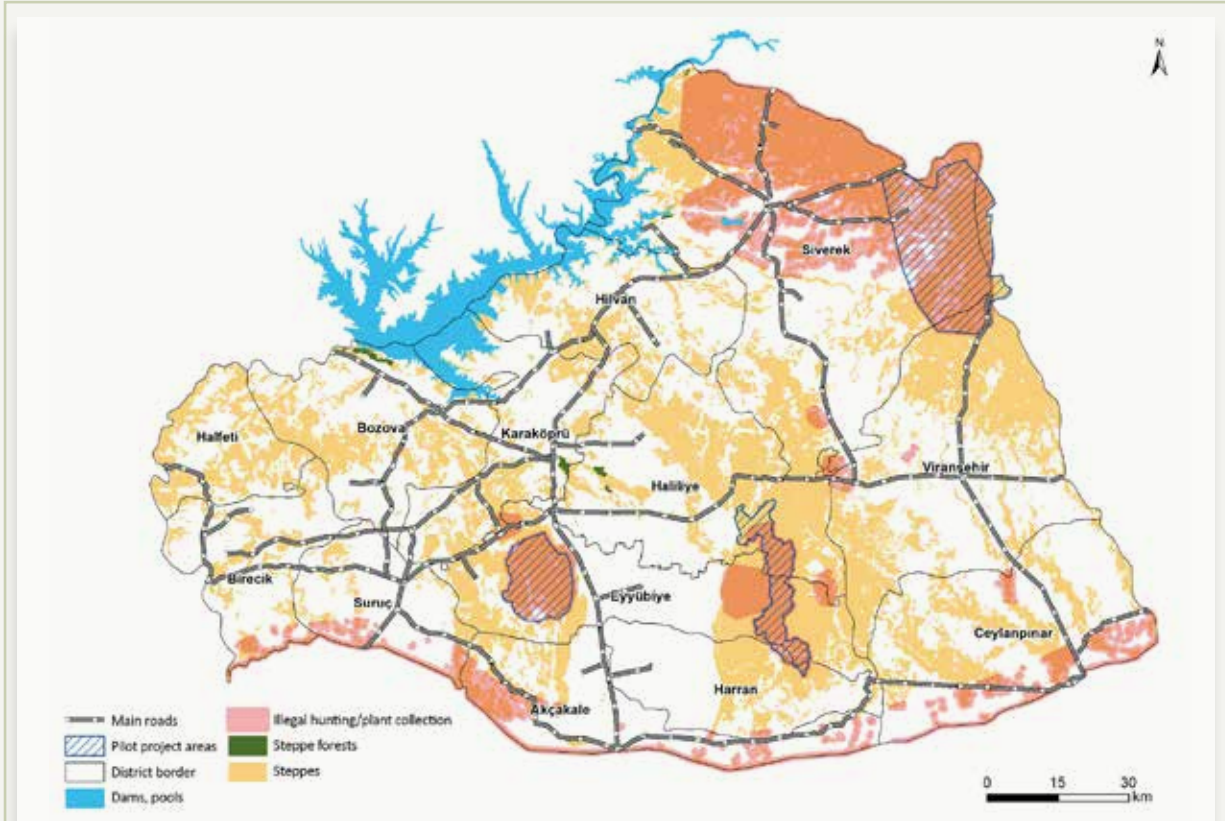 N
Siverek
Hilvan
Halfeti
Bozova
Karaköprü
Haliliye
Viranşehir
Birecik
Suruç
Eyyübiye
Ceylanpınar
Harran
Akçakale
Main roads
Pilot project areas
District border
Dams, pools
Illegal hunting/plant collection
Steppe forests
Steppes
0 15 30
km